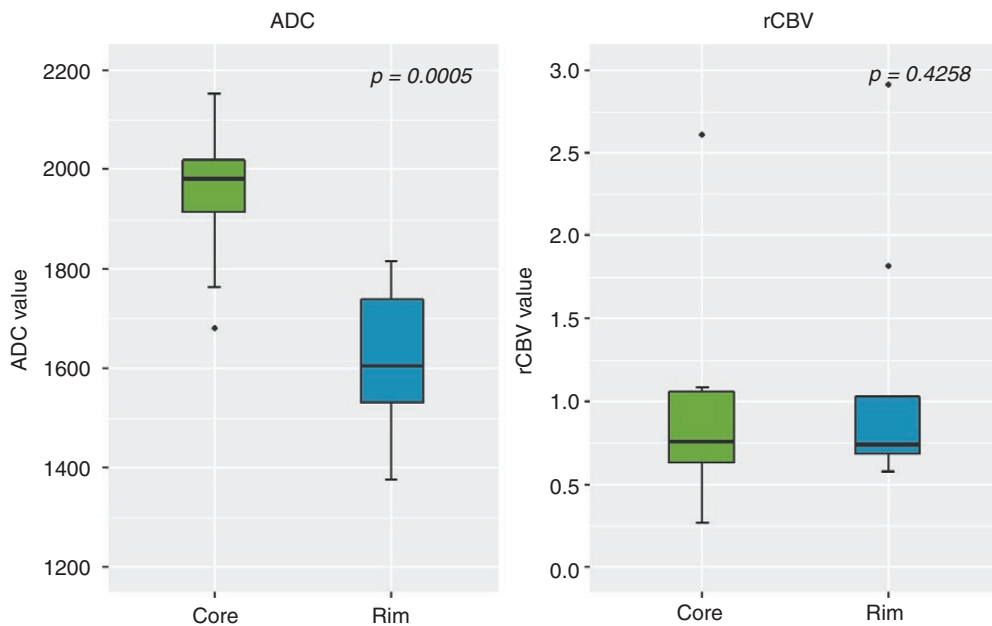 ADC
p = 0.0005
2200
2000
1800
1600
1400
1200
ADC value
Core
Rim
rCBV
p = 0.4258
3.0
2.5
2.0
1.5
1.0
0.5
0.0
rCBV value
Core
Rim